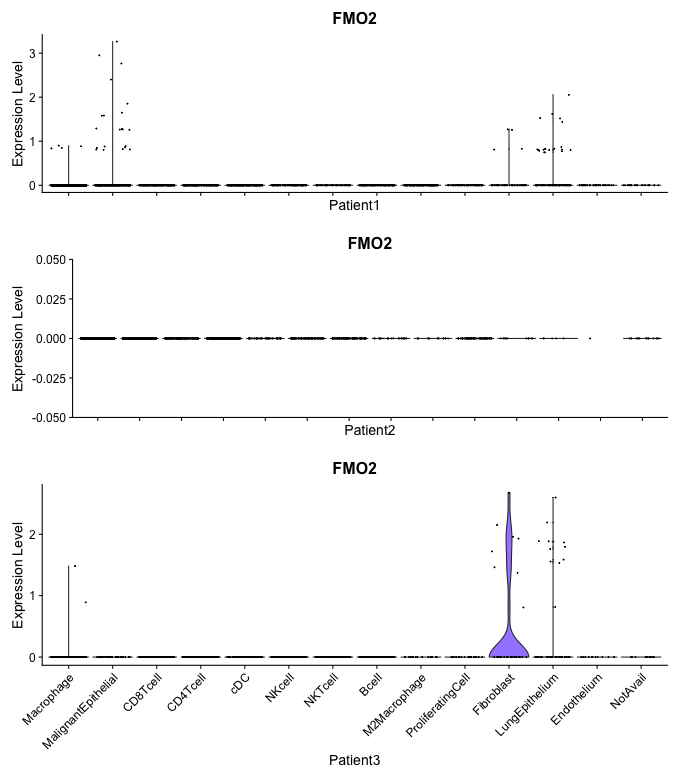 FMO2
Expression Level
3
2
1
0
Patient1
FMO2
Expression Level
0.050
0.025
0.000
-0.025
-0.050
Patient2
FMO2
Expression Level
2
1
0
Macrophage
MalignantEpithelial
CD8Tcell
CD4Tcell
cDC
NKcell
NKTcell
Bcell
M2Macrophage
ProliferatingCell
Fibroblast
LungEpithelium
Endothelium
NotAvail
Patient3